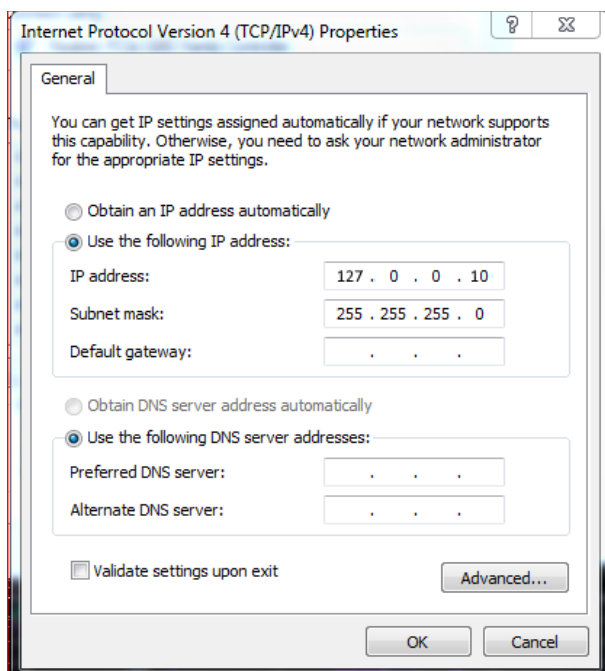 Internet Protocol Version 4 (TCP/IPv4) Properties
General
You can get IP settings assigned automatically if your network supports
this capability. Otherwise, you need to ask your network administrator
for the appropriate IP settings.
Obtain an IP address automatically
Use the following IP address:
IP address: 127 . 0 . 0 . 10
Subnet mask: 255 . 255 . 255 . 0
Default gateway: . . .
Obtain DNS server address automatically
Use the following DNS server addresses:
Preferred DNS server: . . .
Alternate DNS server: . . .
Validate settings upon exit
Advanced...
OK Cancel